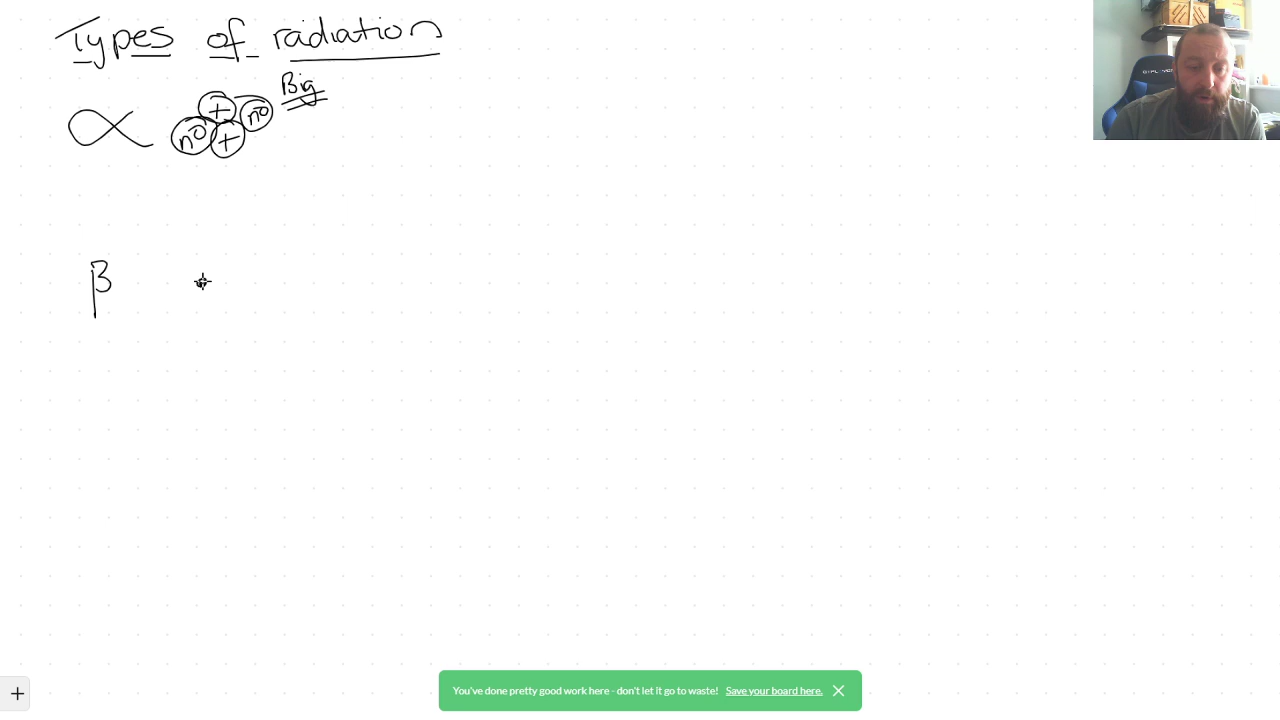 Types of radiation
Big
α + n⁰
n⁰ +
β
You've done pretty good work here - don't let it go to waste! Save your board here.